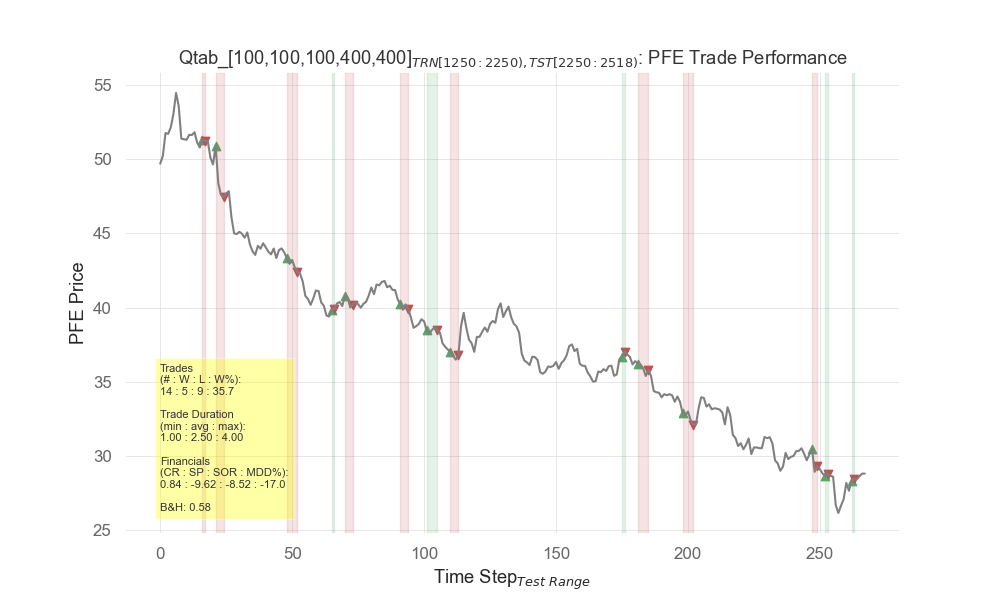 Qtab_[100,100,100,400,400]TRN[1250:2250),TST[2250:2518): PFE Trade Performance
55
50
45
40
35
30
25
PFE Price
Trades
(# : W : L : W%):
14 : 5 : 9 : 35.7
Trade Duration
(min : avg : max):
1.00 : 2.50 : 4.00
Financials
(CR : SP : SOR : MDD%):
0.84 : -9.62 : -8.52 : -17.0
B&H: 0.58
0 50 100 150 200 250
Time StepTest Range